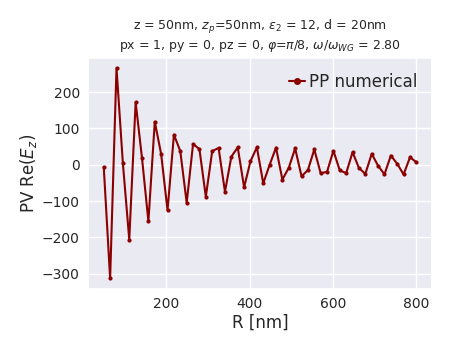 z = 50nm, z_p=50nm, ε_2 = 12, d = 20nm
px = 1, py = 0, pz = 0, φ=π/8, ω/ω_WG = 2.80
PP numerical
PV Re(E_z)
200
100
0
−100
−200
−300
200 400 600 800
R [nm]